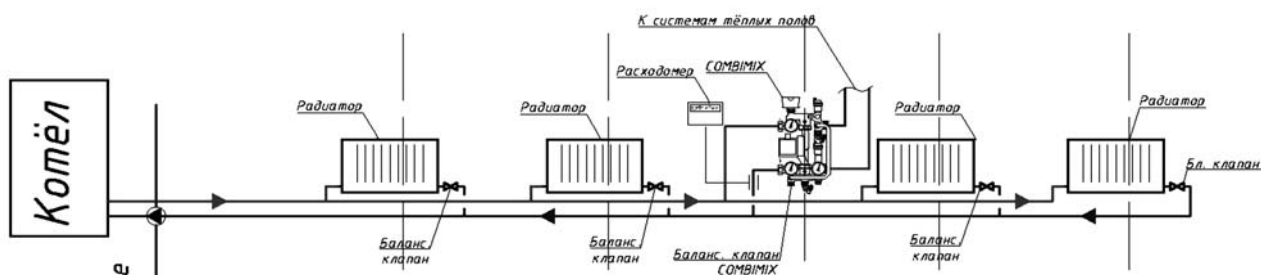 К системам тёплых полов
COMBIMIX
Расходомер
Радиатор
Радиатор
Радиатор
Радиатор
Котёл
Бл. клапан
Баланс.
клапан
Баланс.
клапан
Баланс. клапан
COMBIMIX
Баланс.
клапан
е